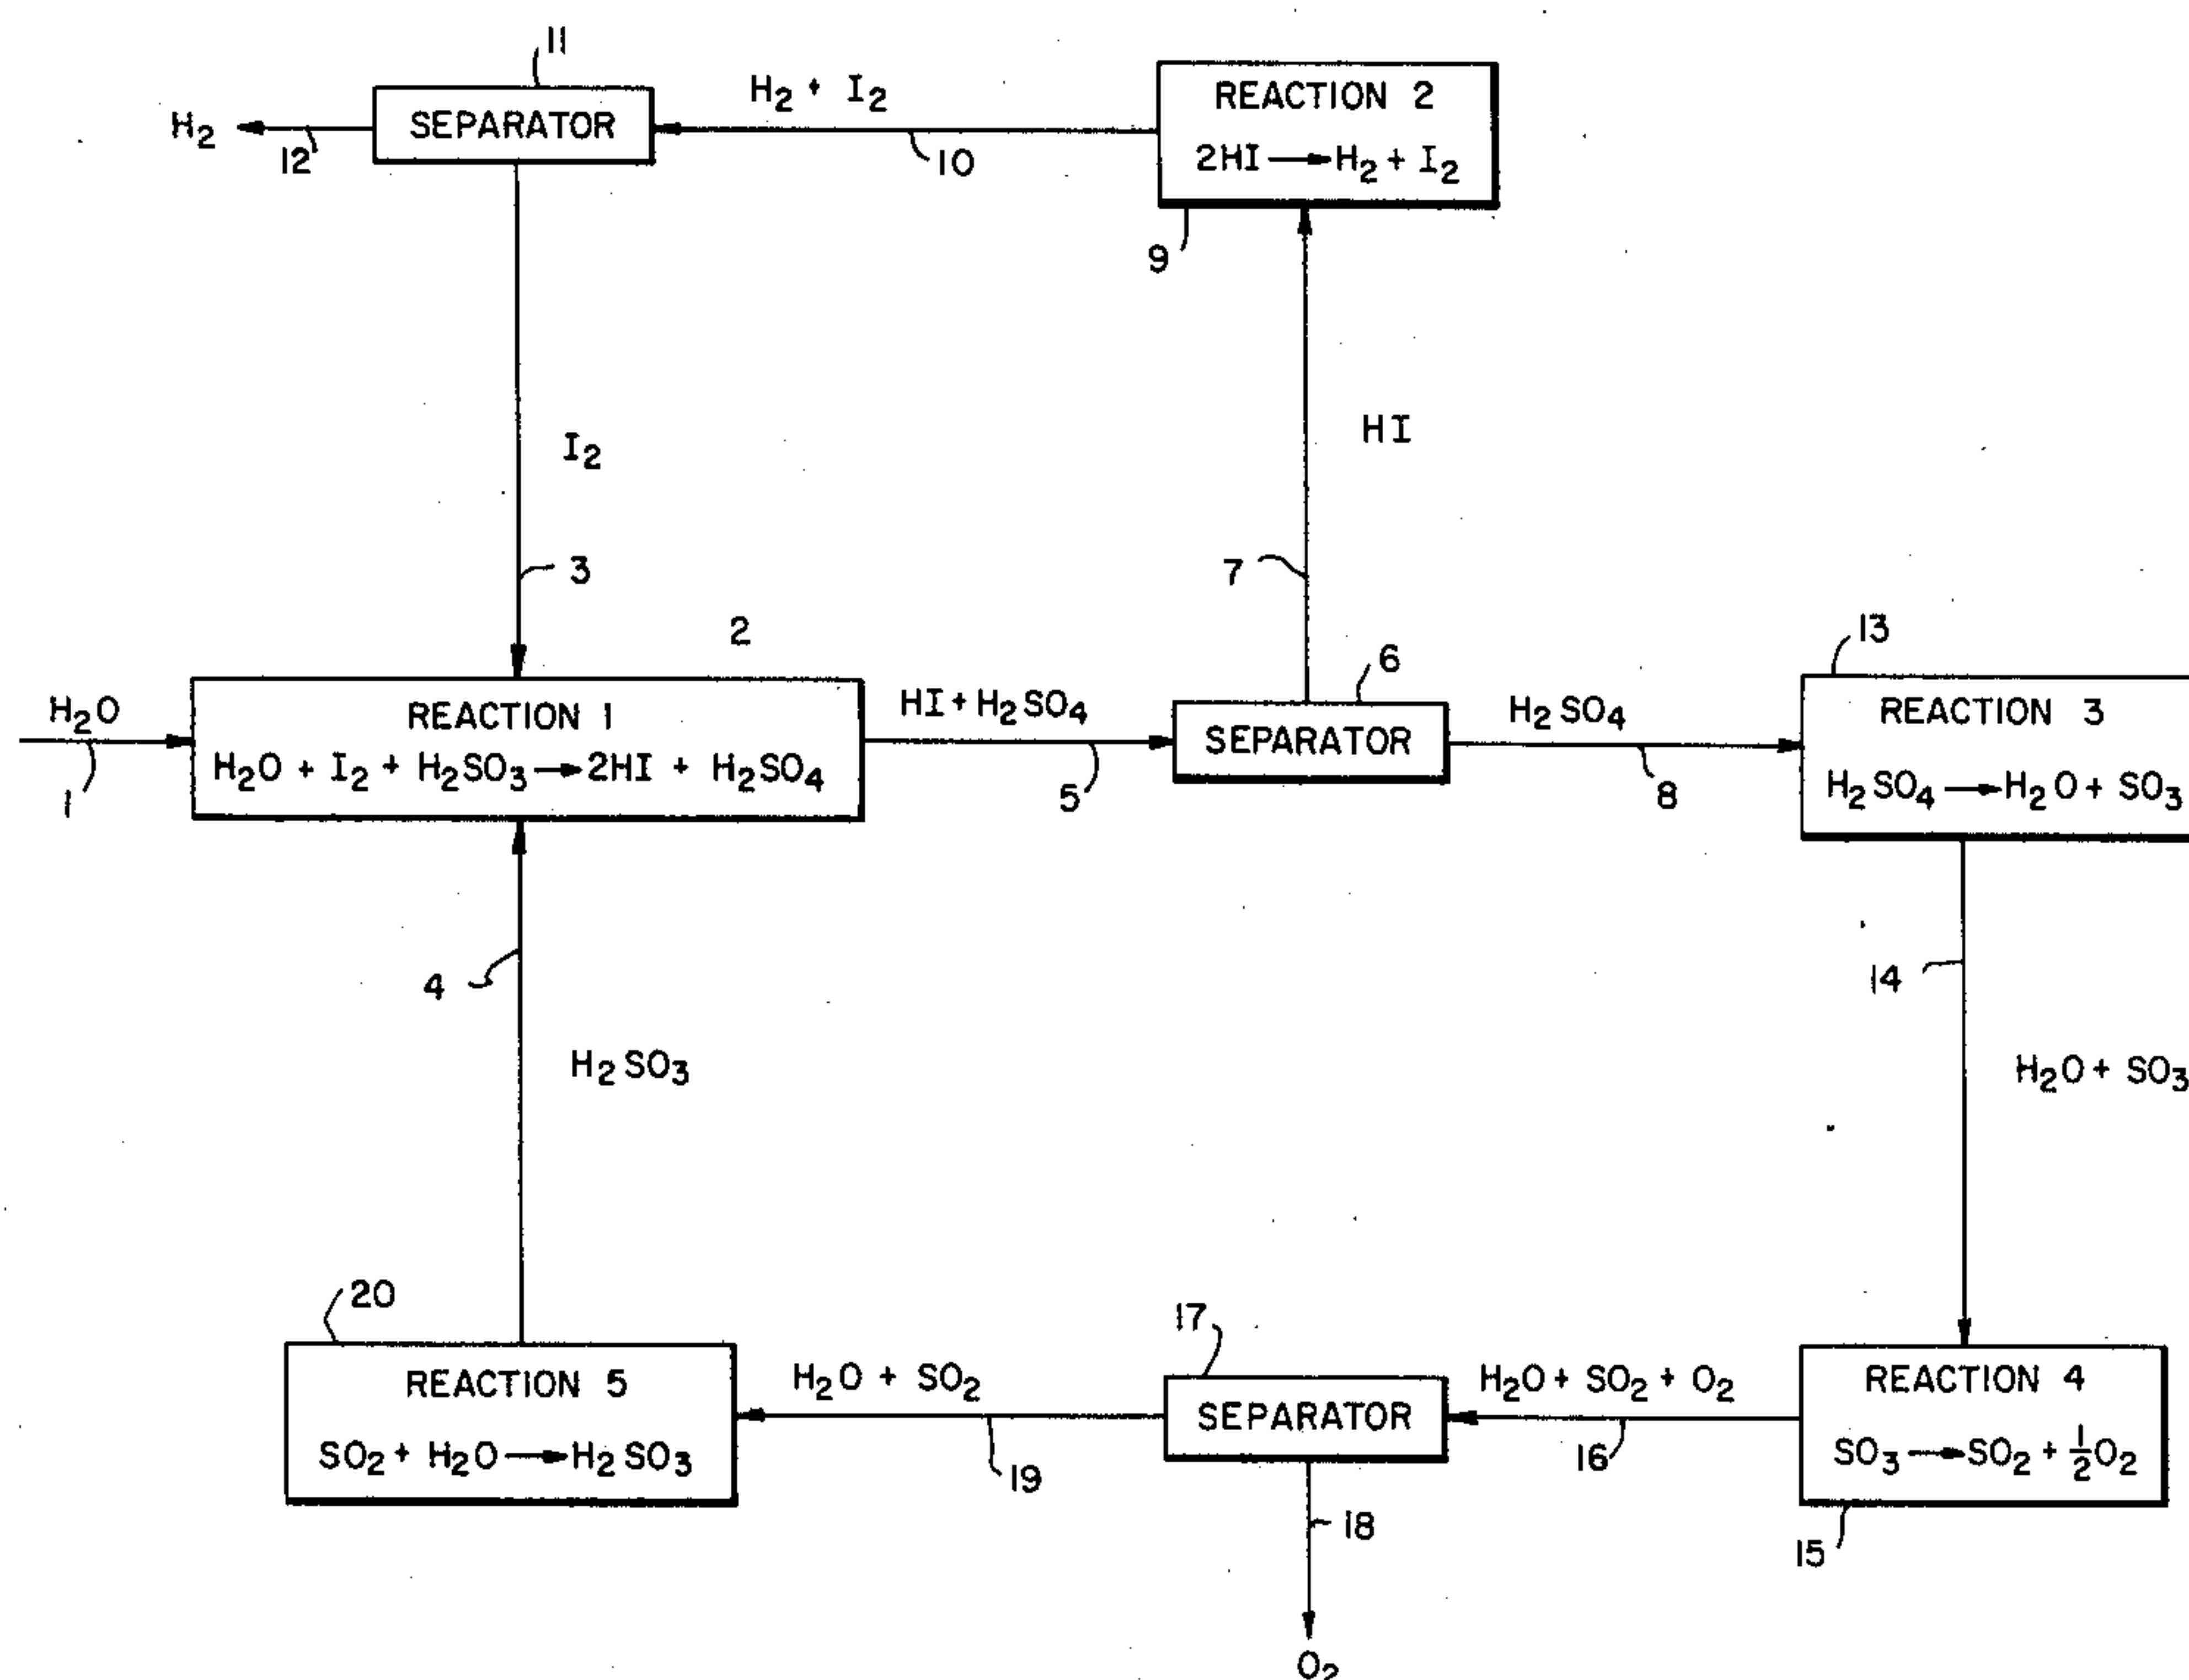 11
H₂ + I₂
REACTION 2
2HI → H₂ + I₂
H₂
SEPARATOR
12
10
9
I₂
HI
3
7
2
6
13
H₂O
REACTION 1
H₂O + I₂ + H₂SO₃ → 2HI + H₂SO₄
HI + H₂SO₄
SEPARATOR
H₂SO₄
REACTION 3
H₂SO₄ → H₂O + SO₃
1
5
8
4
14
H₂SO₃
H₂O + SO₃
20
17
REACTION 5
SO₂ + H₂O → H₂SO₃
H₂O + SO₂
SEPARATOR
H₂O + SO₂ + O₂
REACTION 4
SO₃ → SO₂ + ½O₂
19
16
18
15
O₂